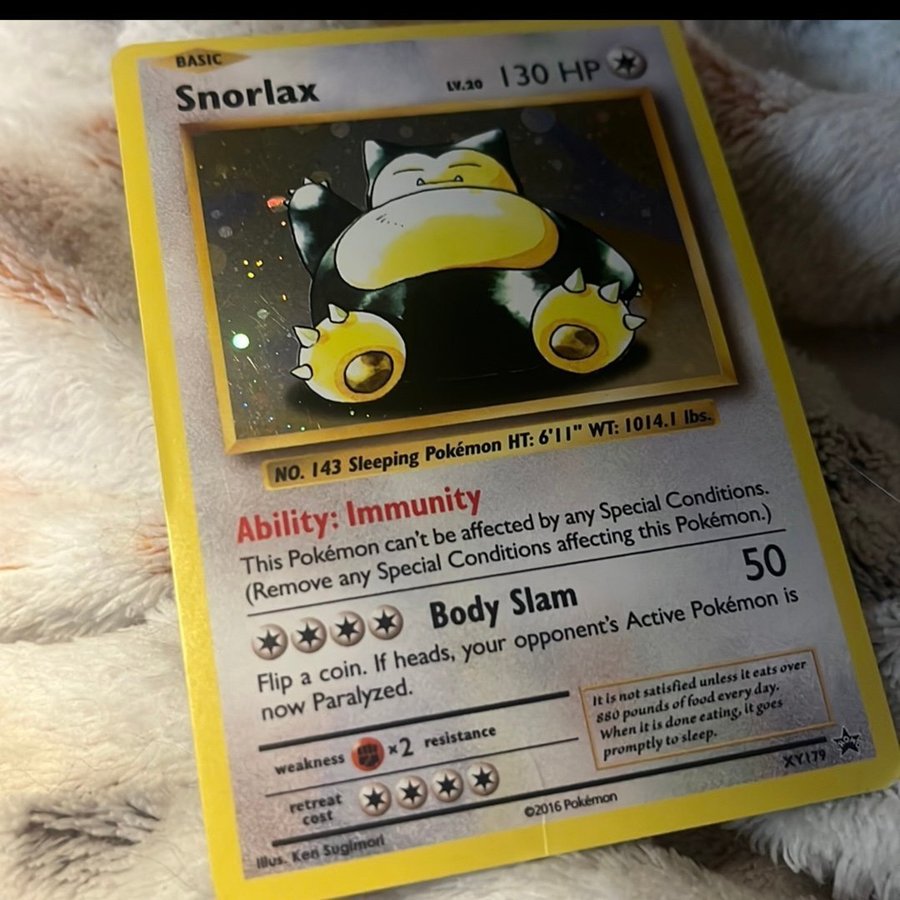 BASIC
Snorlax LV.20 130 HP
NO. 143 Sleeping Pokémon HT: 6'11" WT: 1014.1 lbs.
Ability: Immunity
This Pokémon can't be affected by any Special Conditions.
(Remove any Special Conditions affecting this Pokémon.)
Body Slam 50
Flip a coin. If heads, your opponent's Active Pokémon is
now Paralyzed.
weakness ×2 resistance
retreat
cost
It is not satisfied unless it eats over
880 pounds of food every day.
When it is done eating, it goes
promptly to sleep.
Illus. Ken Sugimori
©2016 Pokémon
XY179